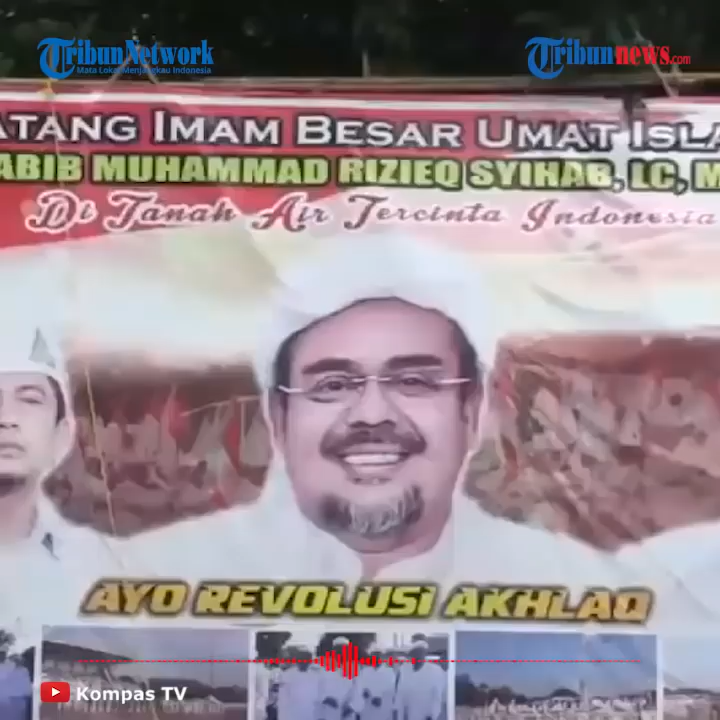 TribunNetwork
Mata Lokal Menjangkau Indonesia
Tribunnews.com
ATANG IMAM BESAR UMAT ISLA
ABIB MUHAMMAD RIZIEQ SYIHAB, LC, M
Di Tanah Air Tercinta Indonesia
AYO REVOLUSI AKHLAQ
Kompas TV